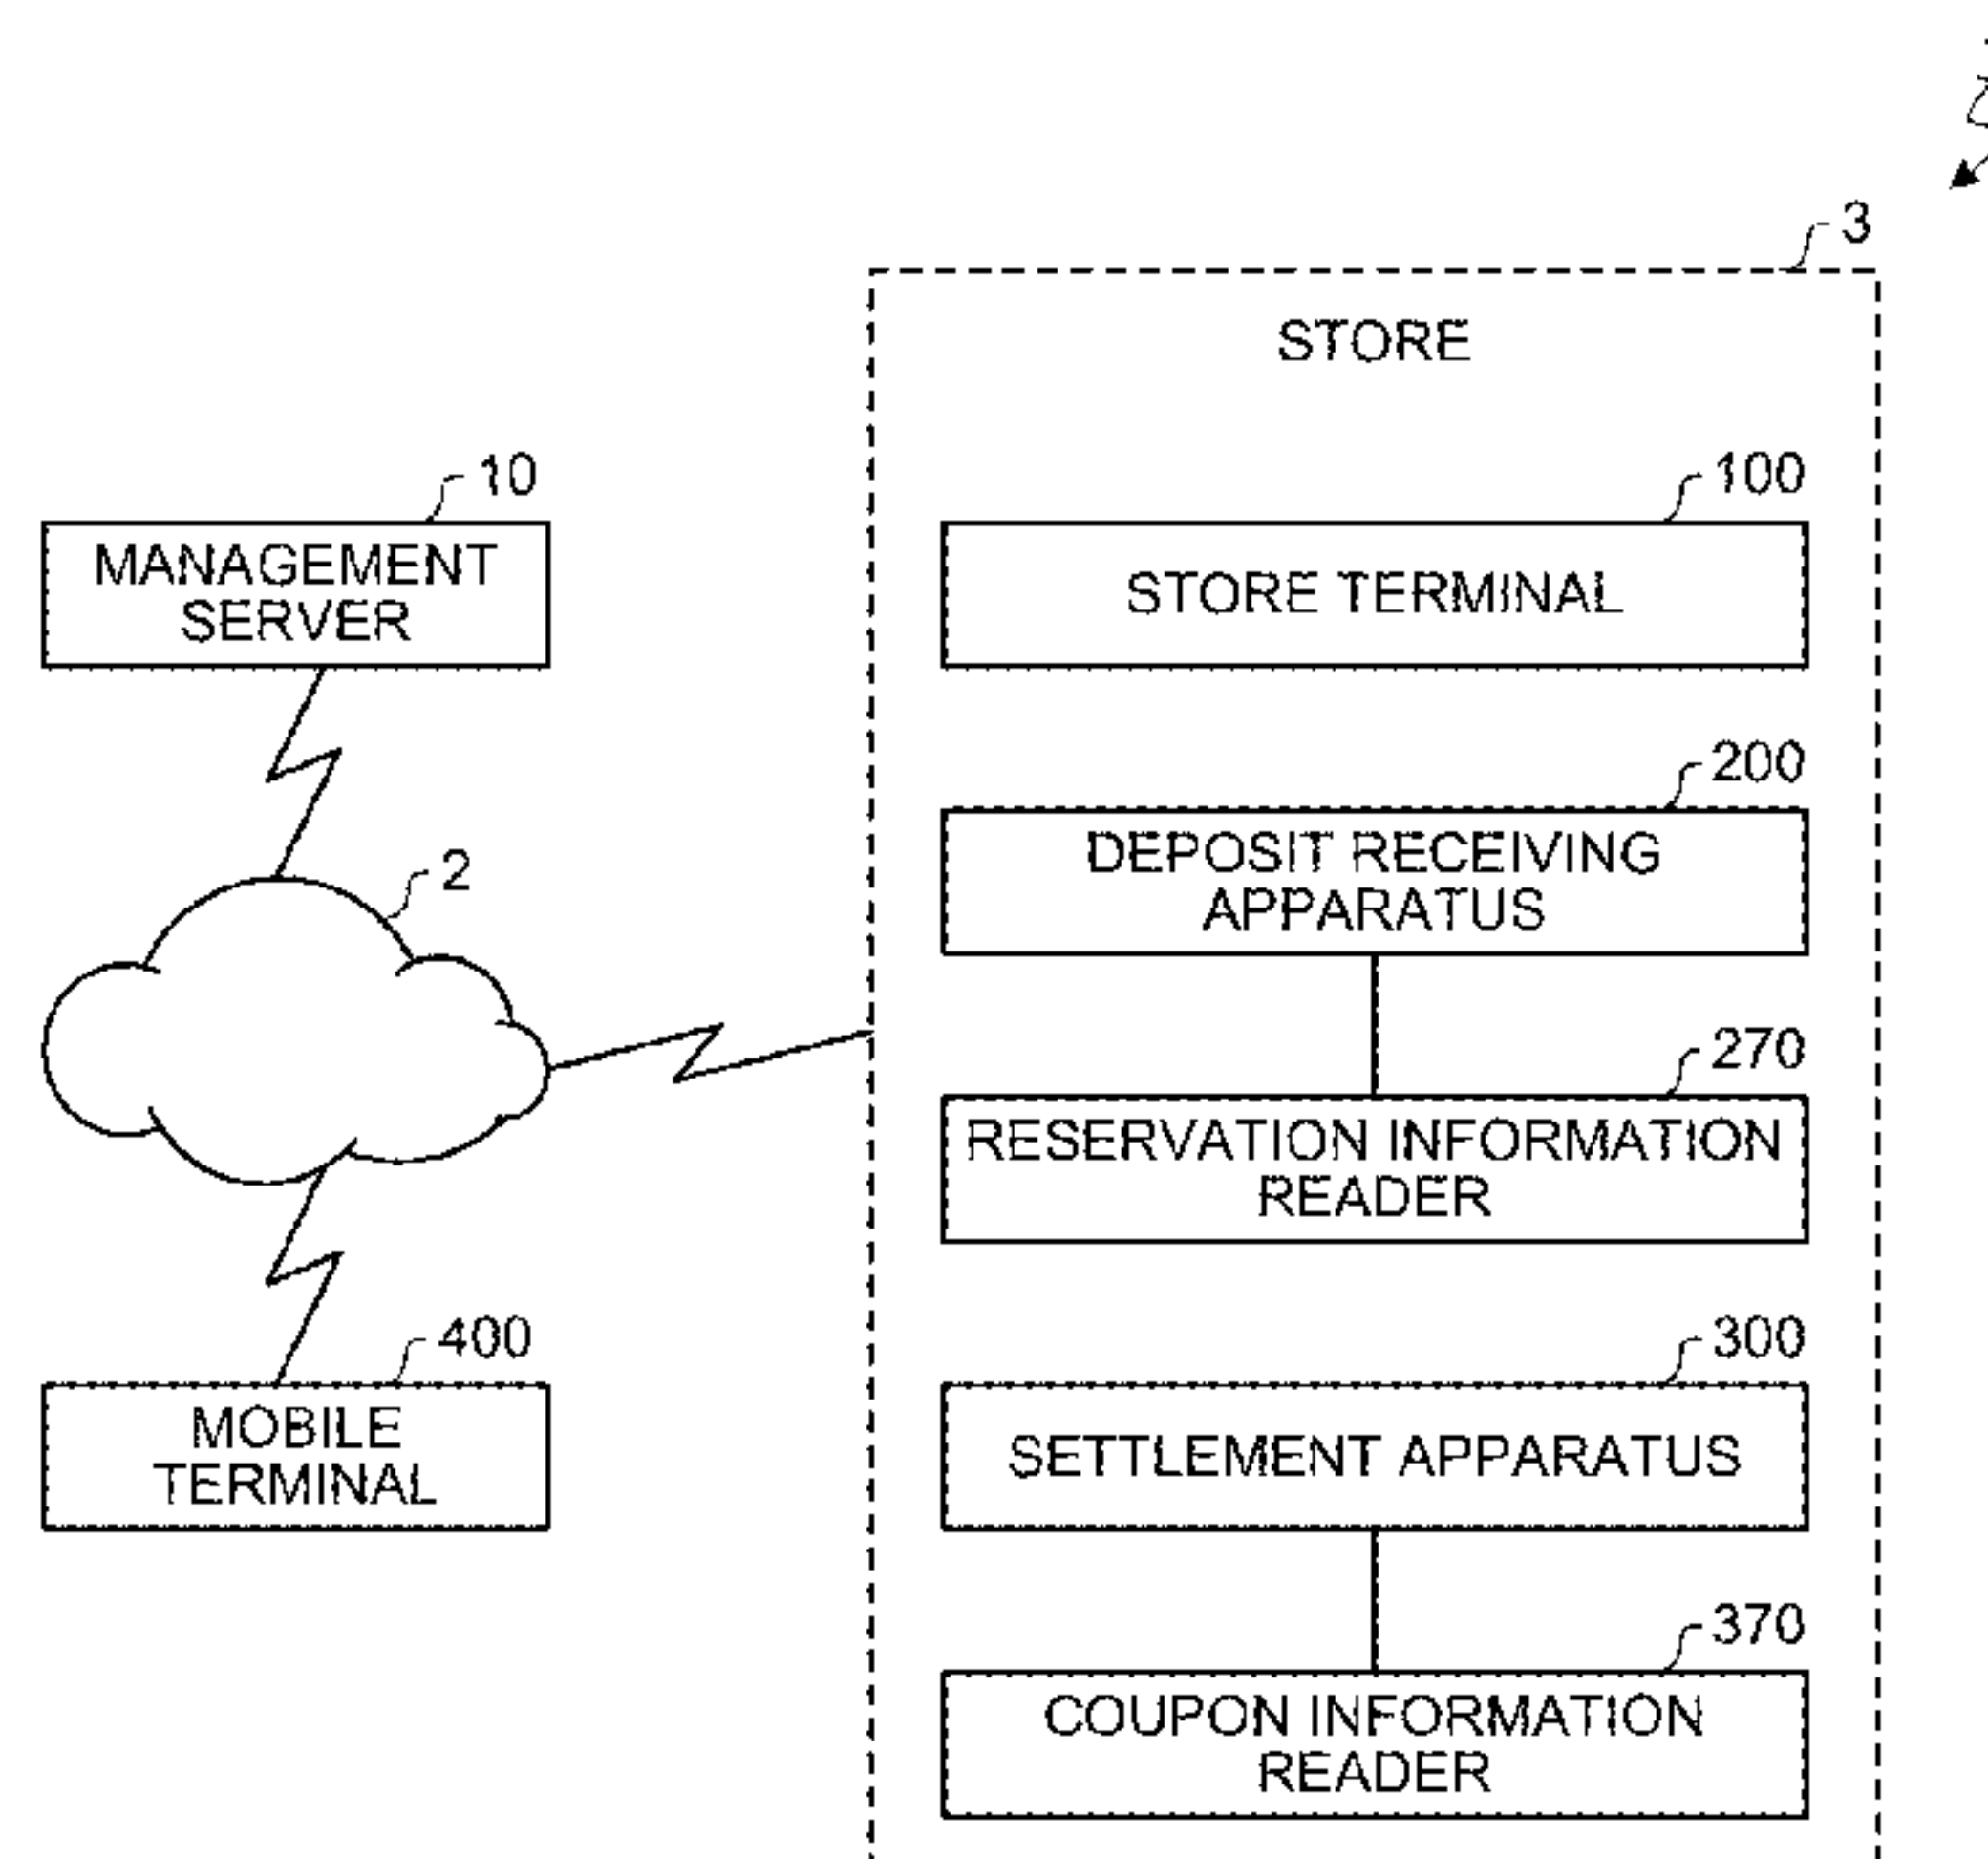 3
STORE
10
MANAGEMENT
SERVER
100
STORE TERMINAL
200
DEPOSIT RECEIVING
APPARATUS
2
270
RESERVATION INFORMATION
READER
400
MOBILE
TERMINAL
300
SETTLEMENT APPARATUS
370
COUPON INFORMATION
READER